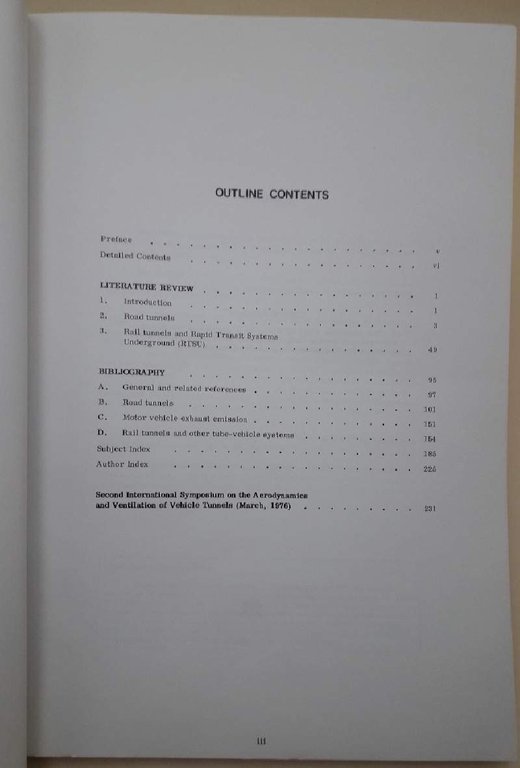 OUTLINE CONTENTS
Preface . . . . . . . . . . . . . . . . . . . . v
Detailed Contents . . . . . . . . . . . . . . . . . . vi
LITERATURE REVIEW . . . . . . . . . . . . . . . . . 1
1. Introduction . . . . . . . . . . . . . . . . . . . 1
2. Road tunnels . . . . . . . . . . . . . . . . . . 3
3. Rail tunnels and Rapid Transit Systems
Underground (RTSU) . . . . . . . . . . . . . . . . 49
BIBLIOGRAPHY . . . . . . . . . . . . . . . . . . 95
A. General and related references . . . . . . . . . . . . . 97
B. Road tunnels . . . . . . . . . . . . . . . . . . 101
C. Motor vehicle exhaust emission . . . . . . . . . . . . . 151
D. Rail tunnels and other tube-vehicle systems . . . . . . . . . 154
Subject Index . . . . . . . . . . . . . . . . . . . 185
Author Index . . . . . . . . . . . . . . . . . . . 225
Second International Symposium on the Aerodynamics
and Ventilation of Vehicle Tunnels (March, 1976) . . . . . . . . . 231
iii